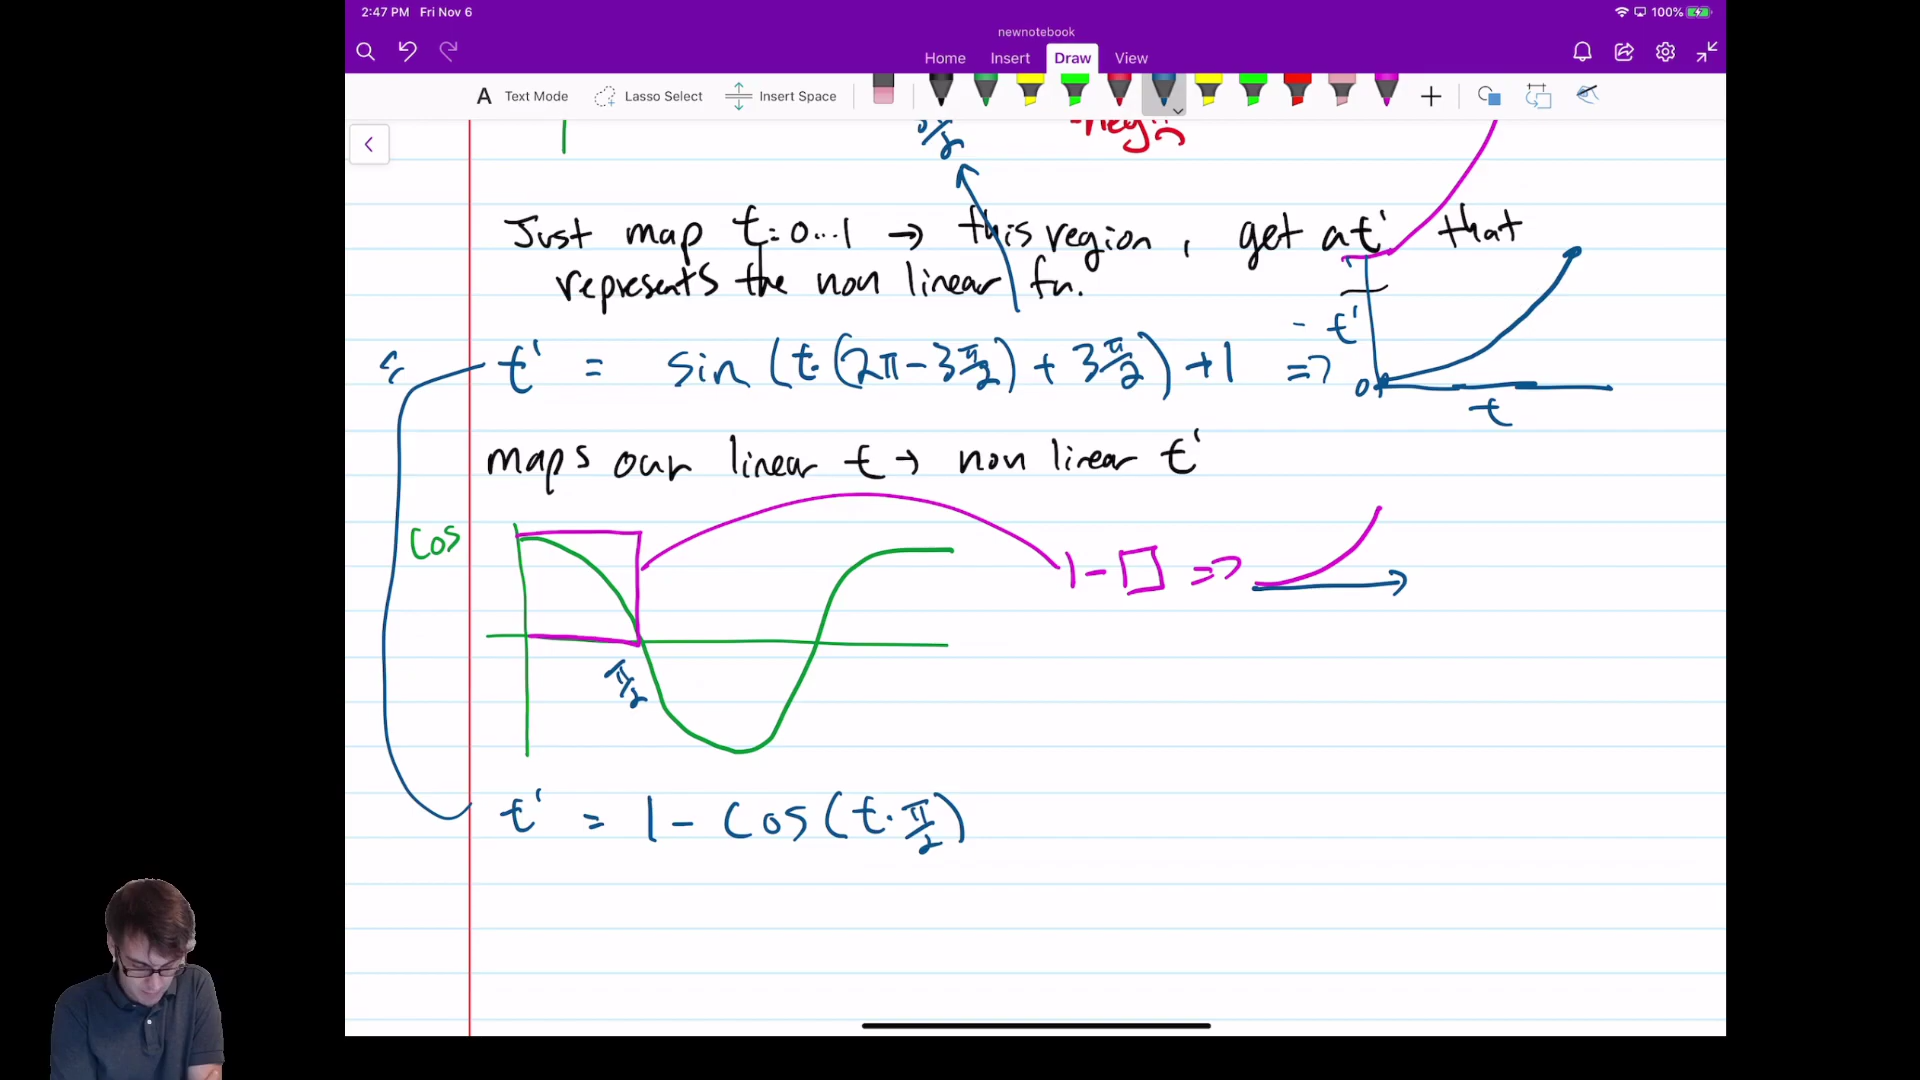 2:47 PM Fri Nov 6 100%
newnotebook
Home Insert Draw View
Text Mode Lasso Select Insert Space
π/2
Just map t=0...1 → this region, get a t' that
represents the non linear fn.
t' = sin (t·(2π-3π/2) + 3π/2) +1 =>
t'
0
t
maps our linear t → non linear t'
cos
1-□ =>
π/2
t' = 1- cos(t·π/2)